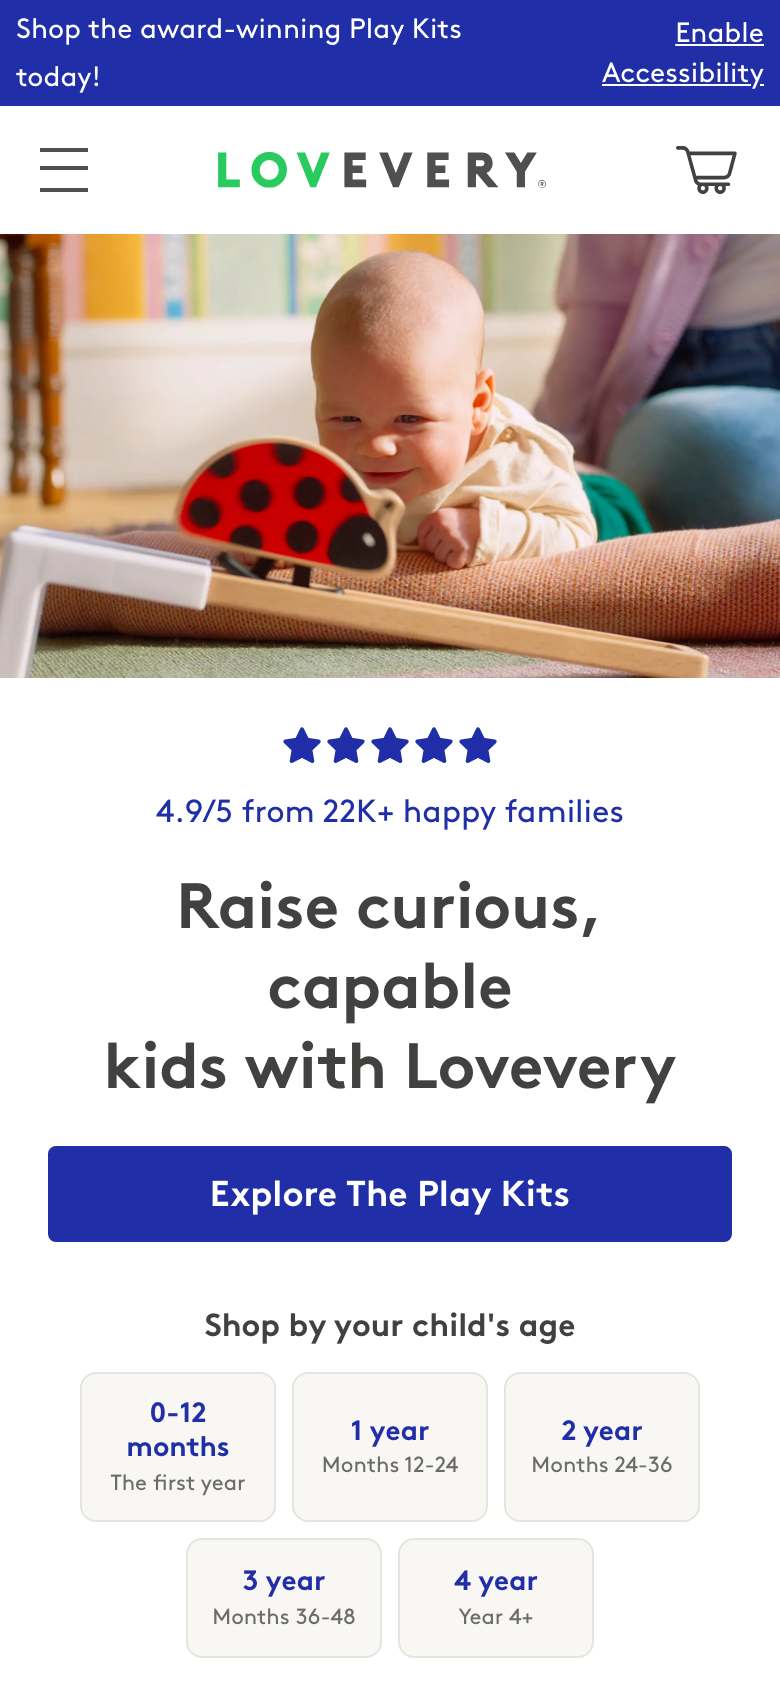 Shop the award-winning Play Kits
today!
Enable
Accessibility
LOVEVERY®
4.9/5 from 22K+ happy families
Raise curious,
capable
kids with Lovevery
Explore The Play Kits
Shop by your child's age
0-12
months
The first year
1 year
Months 12-24
2 year
Months 24-36
3 year
Months 36-48
4 year
Year 4+